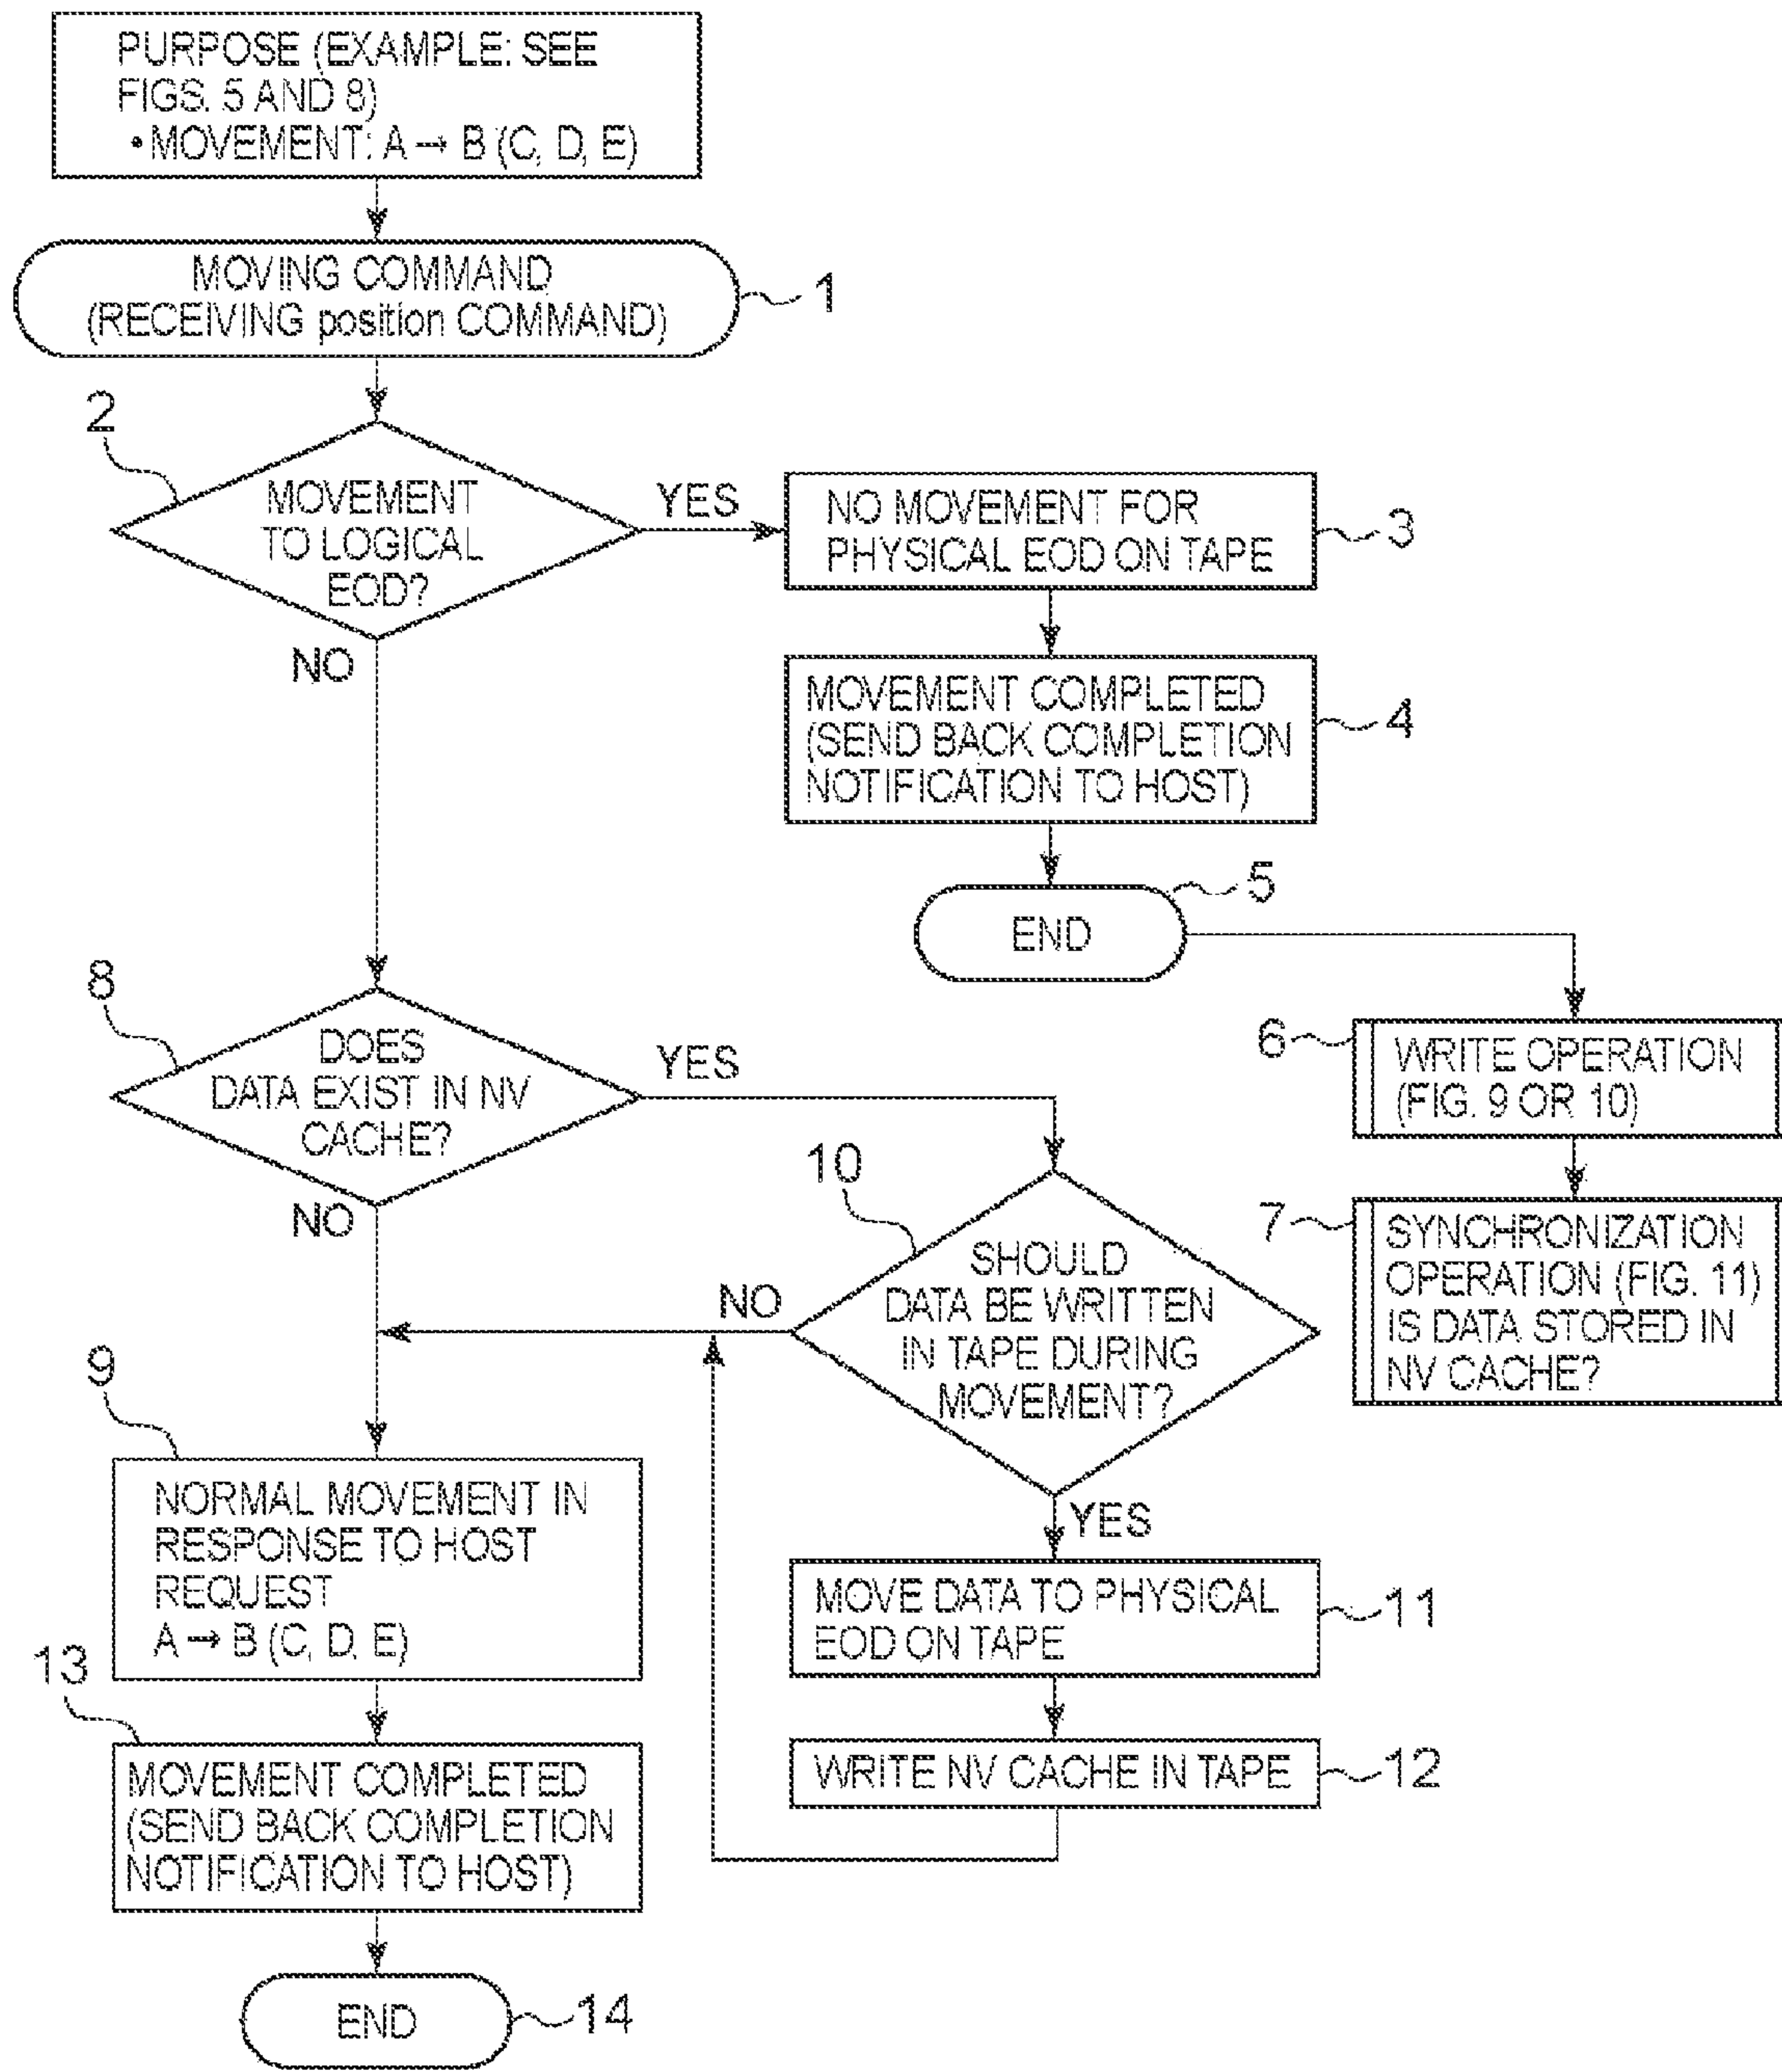 PURPOSE (EXAMPLE: SEE
FIGS. 5 AND 8)
• MOVEMENT: A → B (C, D, E)
MOVING COMMAND
(RECEIVING position COMMAND)
1
2
MOVEMENT
TO LOGICAL
EOD?
YES
NO
NO MOVEMENT FOR
PHYSICAL EOD ON TAPE
3
MOVEMENT COMPLETED
(SEND BACK COMPLETION
NOTIFICATION TO HOST)
4
END
5
6
WRITE OPERATION
(FIG. 9 OR 10)
7
SYNCHRONIZATION
OPERATION (FIG. 11)
IS DATA STORED IN
NV CACHE?
8
DOES
DATA EXIST IN NV
CACHE?
YES
NO
10
SHOULD
DATA BE WRITTEN
IN TAPE DURING
MOVEMENT?
NO
YES
9
NORMAL MOVEMENT IN
RESPONSE TO HOST
REQUEST
A → B (C, D, E)
MOVE DATA TO PHYSICAL
EOD ON TAPE
11
WRITE NV CACHE IN TAPE
12
13
MOVEMENT COMPLETED
(SEND BACK COMPLETION
NOTIFICATION TO HOST)
END
14